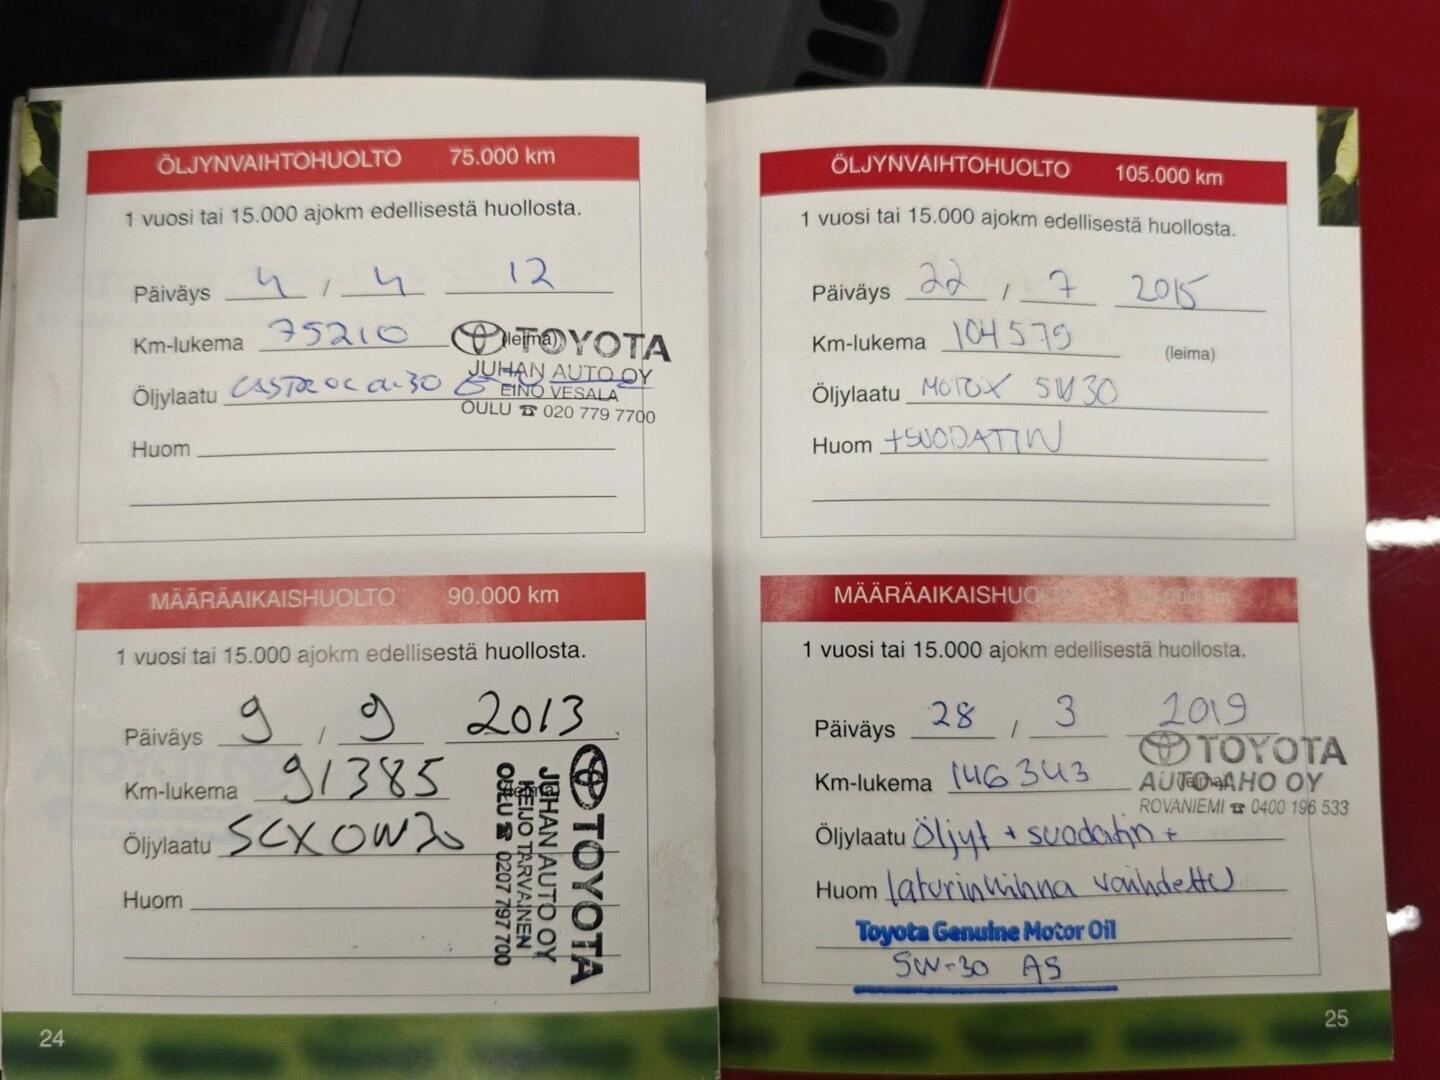 ÖLJYNVAIHTOHUOLTO 75.000 km
1 vuosi tai 15.000 ajokm edellisestä huollosta.
Päiväys 4 / 4 12
Km-lukema 75210 (leima)
TOYOTA
JUHAN AUTO OY
EINO VESALA
OULU ☎ 020 779 7700
Öljylaatu
Huom
MÄÄRÄAIKAISHUOLTO 90.000 km
1 vuosi tai 15.000 ajokm edellisestä huollosta.
Päiväys 9 / 9 2013
Km-lukema 91385
Öljylaatu SCX 0W20
Huom
TOYOTA
JUHAN AUTO OY
KEIJO TARVAINEN
OULU ☎ 0207 797 700
24
ÖLJYNVAIHTOHUOLTO 105.000 km
1 vuosi tai 15.000 ajokm edellisestä huollosta.
Päiväys 22 / 7 2015
Km-lukema 104579 (leima)
Öljylaatu MOTOX 5W30
Huom +SUODATIN
MÄÄRÄAIKAISHUOLTO
1 vuosi tai 15.000 ajokm edellisestä huollosta.
Päiväys 28 / 3 2019
Km-lukema 146343
TOYOTA
AUTO-AHO OY
ROVANIEMI ☎ 0400 196 533
Öljylaatu Öljyt + suodatin +
Huom laturinhihna vaihdettu
Toyota Genuine Motor Oil
5W-30 A5
25